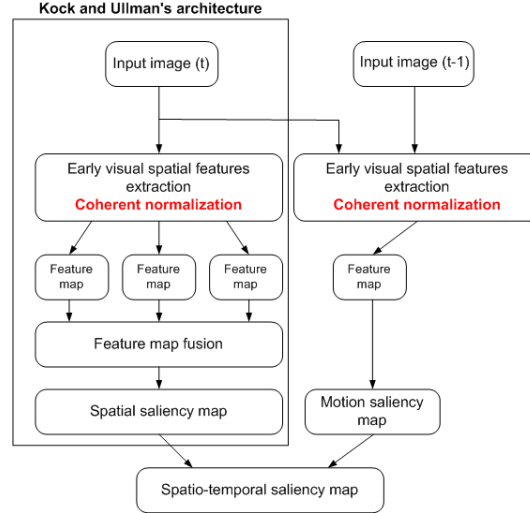 Kock and Ullman's architecture
Input image (t)
Input image (t-1)
Early visual spatial features
extraction
Coherent normalization
Early visual spatial features
extraction
Coherent normalization
Feature
map
Feature
map
Feature
map
Feature
map
Feature map fusion
Spatial saliency map
Motion saliency
map
Spatio-temporal saliency map